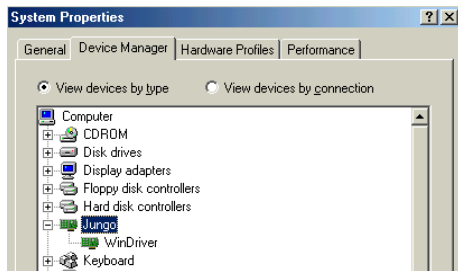 System Properties
General Device Manager Hardware Profiles Performance
View devices by type View devices by connection
Computer
CDROM
Disk drives
Display adapters
Floppy disk controllers
Hard disk controllers
Jungo
WinDriver
Keyboard